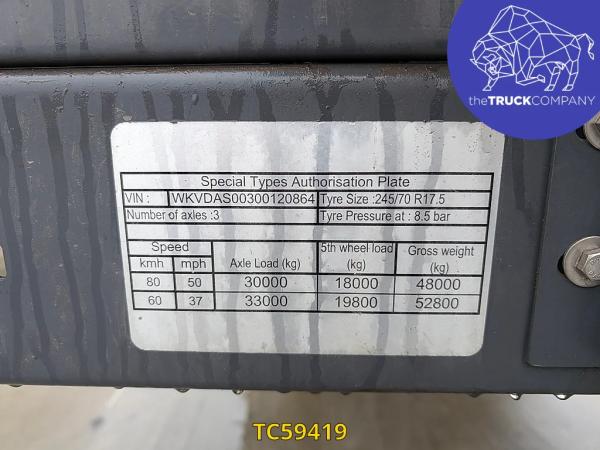 theTRUCKCOMPANY
Special Types Authorisation Plate
VIN : WKVDAS00300120864 Tyre Size :245/70 R17.5
Number of axles :3 Tyre Pressure at : 8.5 bar
Speed Axle Load (kg) 5th wheel load (kg) Gross weight (kg)
kmh mph
80 50 30000 18000 48000
60 37 33000 19800 52800
TC59419